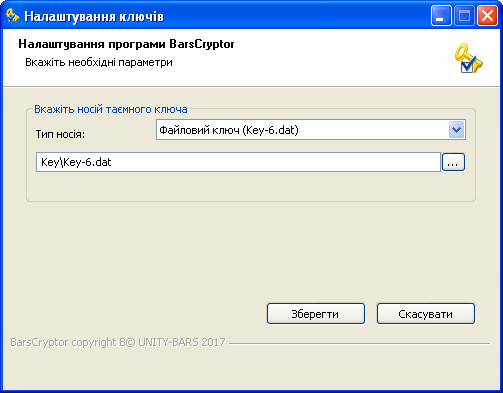 Налаштування ключів
Налаштування програми BarsCryptor
Вкажіть необхідні параметри
Вкажіть носій таємного ключа
Тип носія:
Файловий ключ (Key-6.dat)
Key\Key-6.dat
...
Зберегти
Скасувати
BarsCryptor copyright В© UNITY-BARS 2017